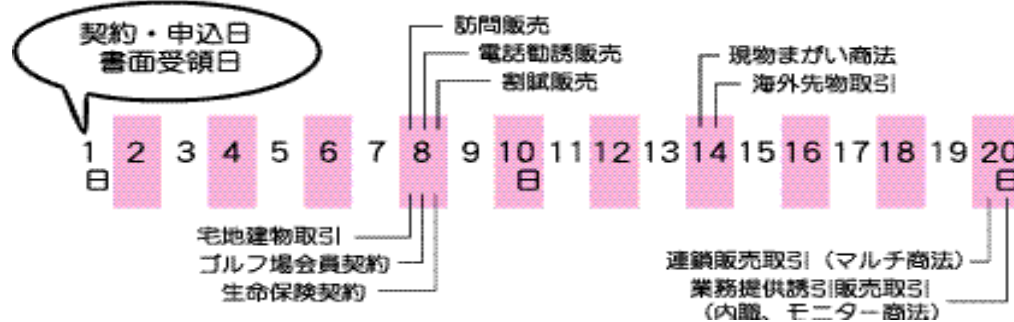 契約・申込日
書面受領日
訪問販売
電話勧誘販売
割賦販売
現物まがい商法
海外先物取引
1 2 3 4 5 6 7 8 9 10 11 12 13 14 15 16 17 18 19 20
日 日 日
宅地建物取引
ゴルフ場会員契約
生命保険契約
連鎖販売取引（マルチ商法）
業務提供誘引販売取引
（内職、モニター商法）